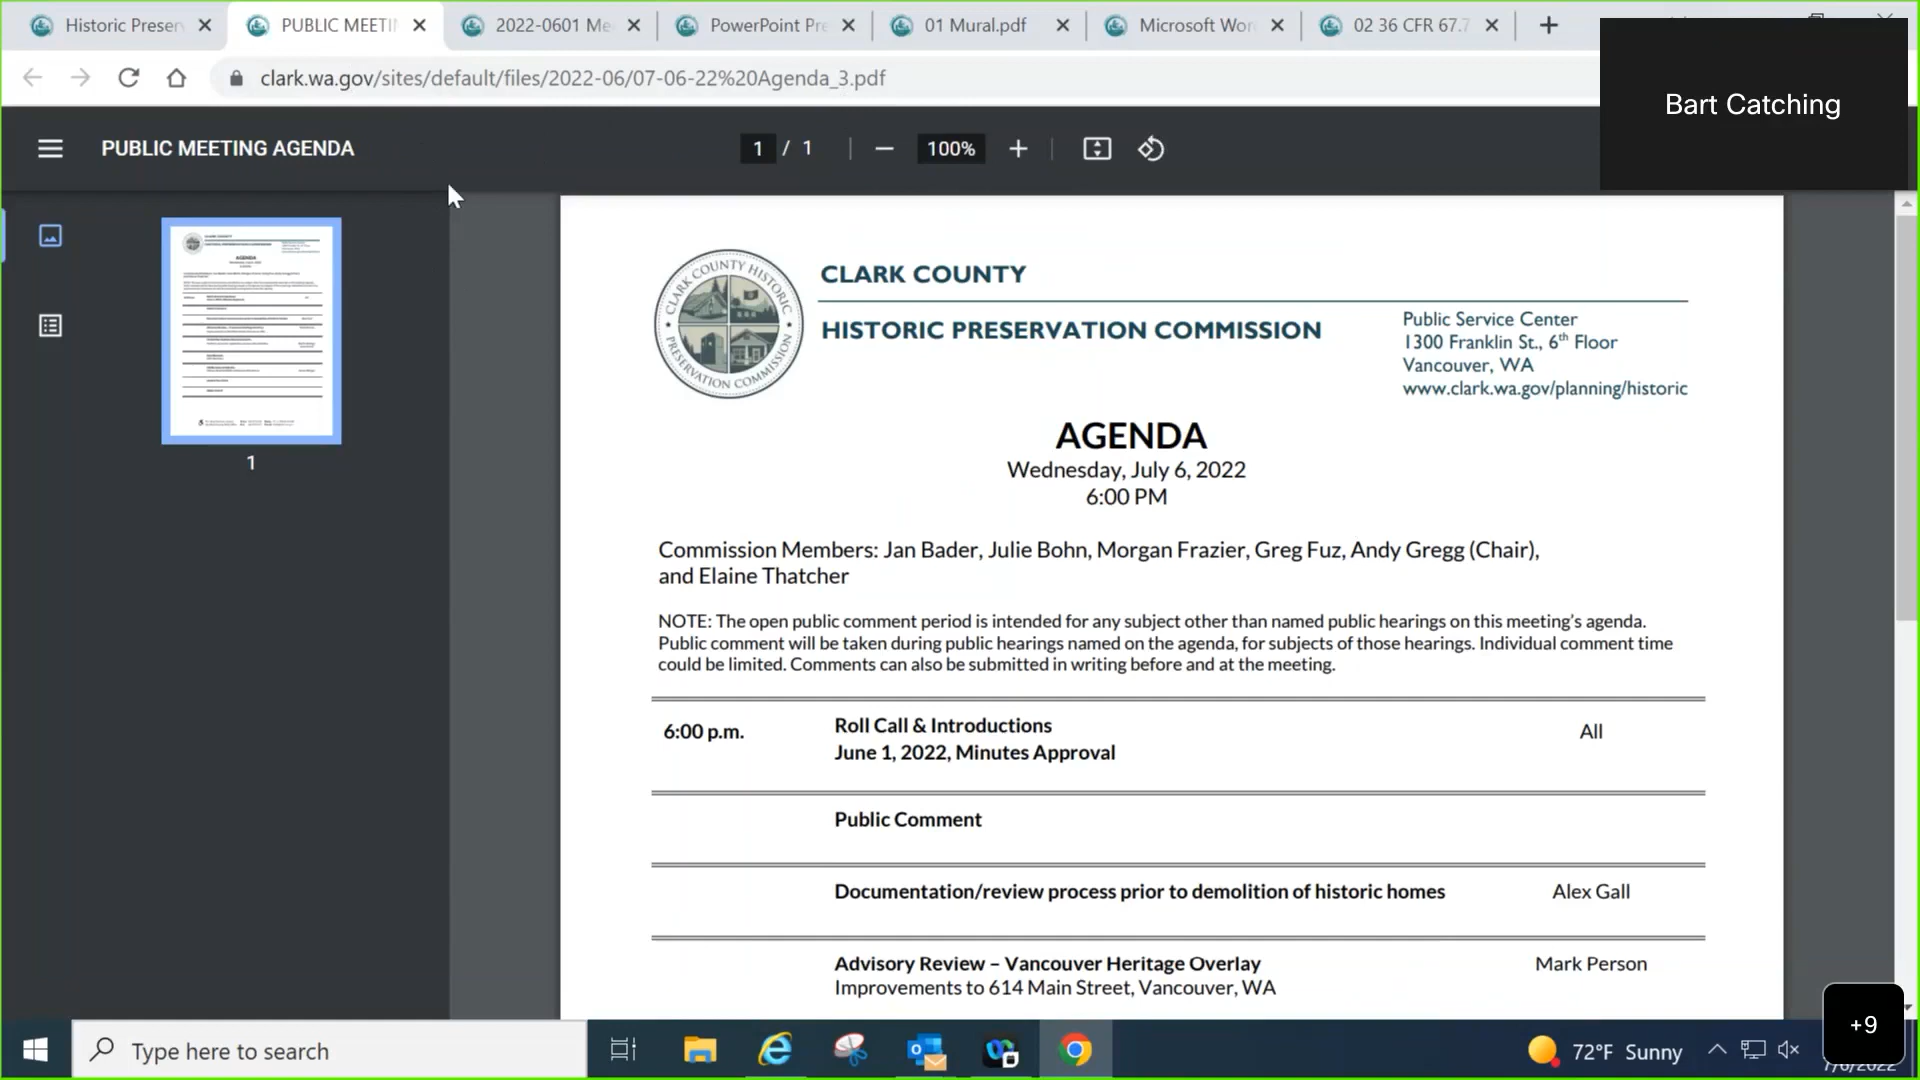 Historic Preser
PUBLIC MEETI
2022-0601 Me
PowerPoint Pre
01 Mural.pdf
Microsoft Wor
02 36 CFR 67.7
clark.wa.gov/sites/default/files/2022-06/07-06-22%20Agenda_3.pdf
Bart Catching
PUBLIC MEETING AGENDA
1 / 1
100%
1
CLARK COUNTY HISTORIC
PRESERVATION COMMISSION
CLARK COUNTY
HISTORIC PRESERVATION COMMISSION
Public Service Center
1300 Franklin St., 6th Floor
Vancouver, WA
www.clark.wa.gov/planning/historic
AGENDA
Wednesday, July 6, 2022
6:00 PM
Commission Members: Jan Bader, Julie Bohn, Morgan Frazier, Greg Fuz, Andy Gregg (Chair),
and Elaine Thatcher
NOTE: The open public comment period is intended for any subject other than named public hearings on this meeting's agenda.
Public comment will be taken during public hearings named on the agenda, for subjects of those hearings. Individual comment time
could be limited. Comments can also be submitted in writing before and at the meeting.
6:00 p.m. Roll Call & Introductions All
June 1, 2022, Minutes Approval
Public Comment
Documentation/review process prior to demolition of historic homes Alex Gall
Advisory Review – Vancouver Heritage Overlay Mark Person
Improvements to 614 Main Street, Vancouver, WA
Type here to search
72°F Sunny
+9